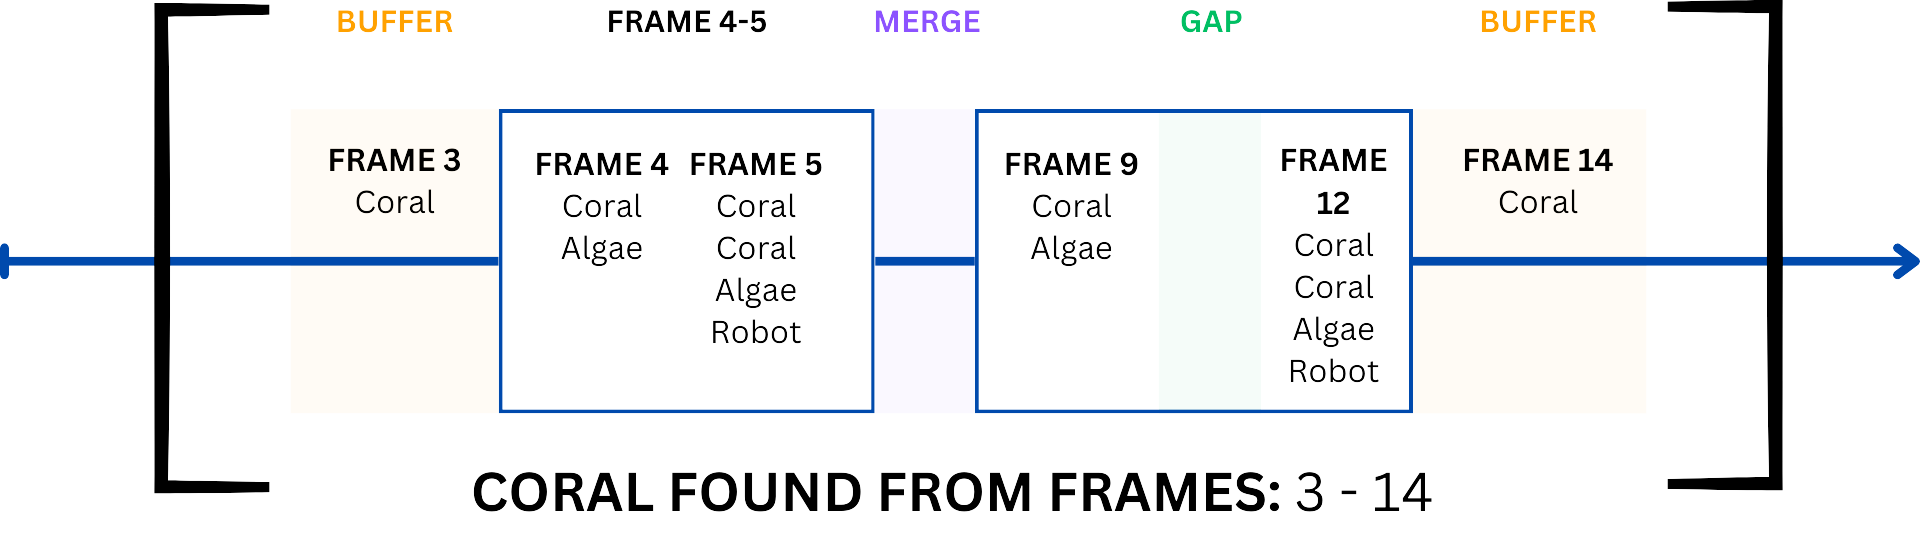 BUFFER FRAME 4-5 MERGE GAP BUFFER
FRAME 3
Coral
FRAME 4
Coral
Algae
FRAME 5
Coral
Coral
Algae
Robot
FRAME 9
Coral
Algae
FRAME
12
Coral
Coral
Algae
Robot
FRAME 14
Coral
CORAL FOUND FROM FRAMES: 3 - 14